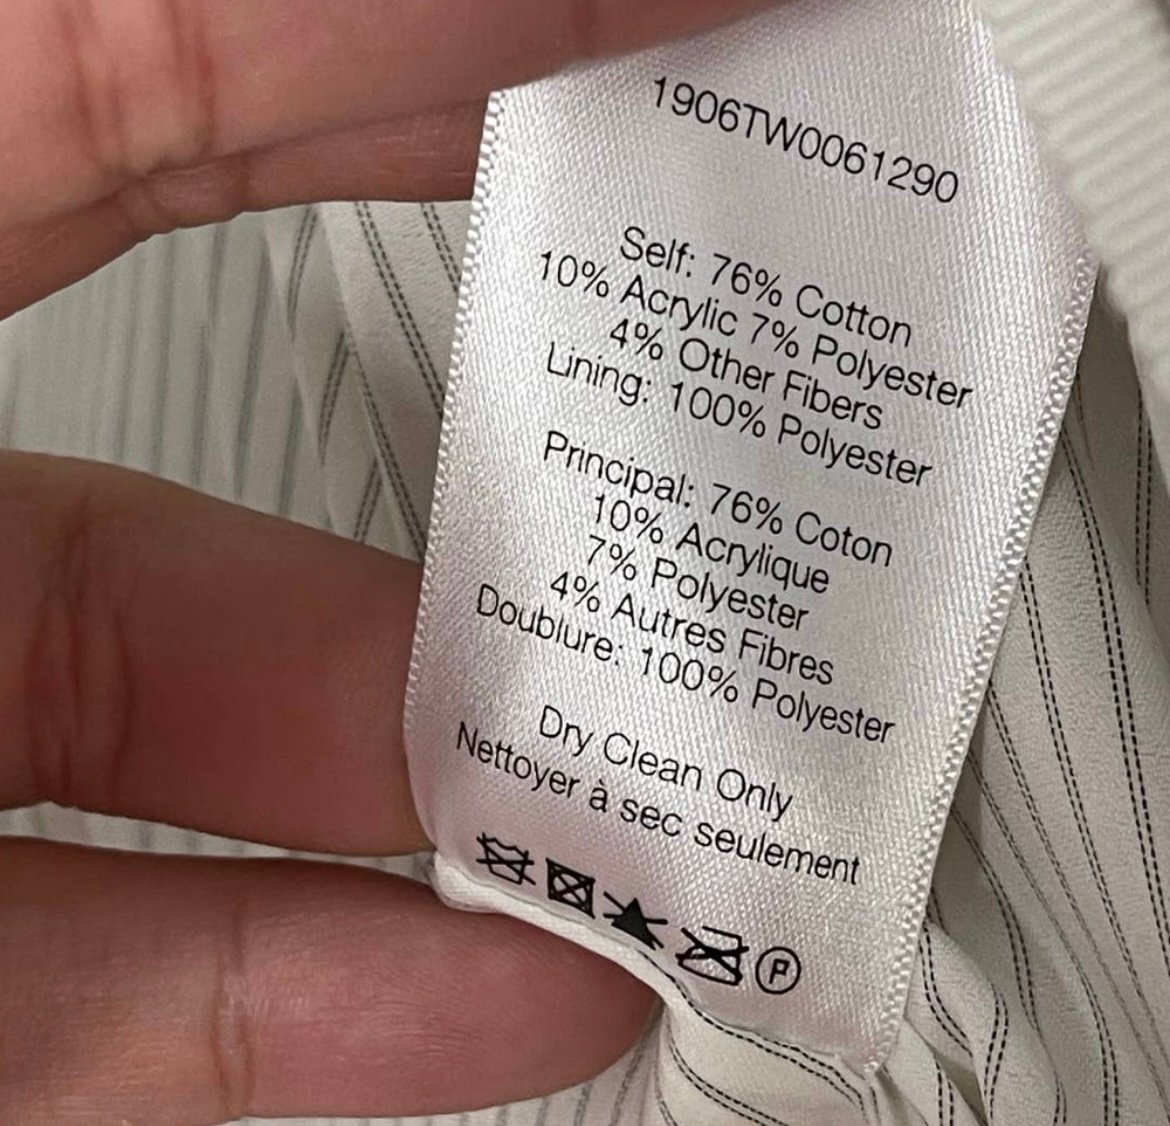 1906TW0061290
Self: 76% Cotton
10% Acrylic 7% Polyester
4% Other Fibers
Lining: 100% Polyester
Principal: 76% Coton
10% Acrylique
7% Polyester
4% Autres Fibres
Doublure: 100% Polyester
Dry Clean Only
Nettoyer à sec seulement
P